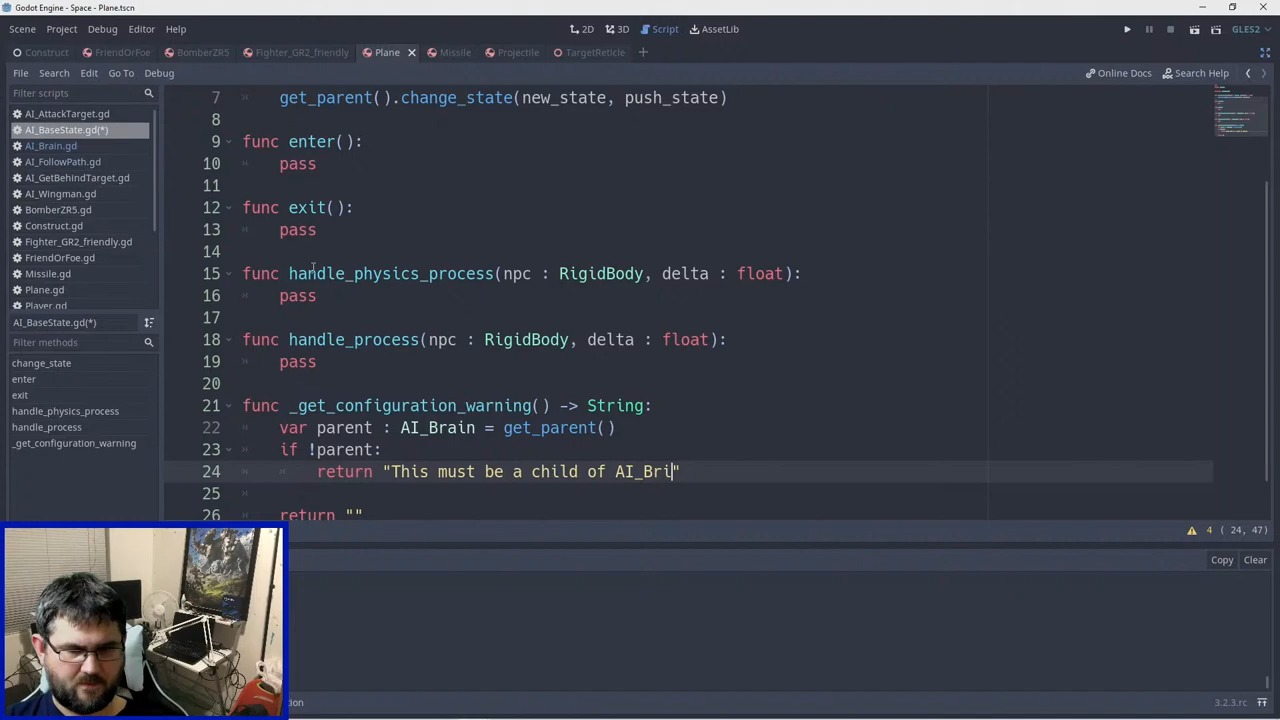 Godot Engine - Space - Plane.tscn
Scene Project Debug Editor Help 2D 3D Script AssetLib GLES2
Construct FriendOrFoe BomberZR5 Fighter_GR2_friendly Plane Missile Projectile TargetReticle
File Search Edit Go To Debug Online Docs Search Help
Filter scripts
AI_AttackTarget.gd
AI_BaseState.gd(*)
AI_Brain.gd
AI_FollowPath.gd
AI_GetBehindTarget.gd
AI_Wingman.gd
BomberZR5.gd
Construct.gd
Fighter_GR2_friendly.gd
FriendOrFoe.gd
Missile.gd
Plane.gd
Player.gd
AI_BaseState.gd(*)
Filter methods
change_state
enter
exit
handle_physics_process
handle_process
_get_configuration_warning
7 get_parent().change_state(new_state, push_state)
8
9 func enter():
10 pass
11
12 func exit():
13 pass
14
15 func handle_physics_process(npc : RigidBody, delta : float):
16 pass
17
18 func handle_process(npc : RigidBody, delta : float):
19 pass
20
21 func _get_configuration_warning() -> String:
22 var parent : AI_Brain = get_parent()
23 if !parent:
24 return "This must be a child of AI_Bri"
25
26 return ""
4 ( 24, 47)
Copy Clear
3.2.3.rc